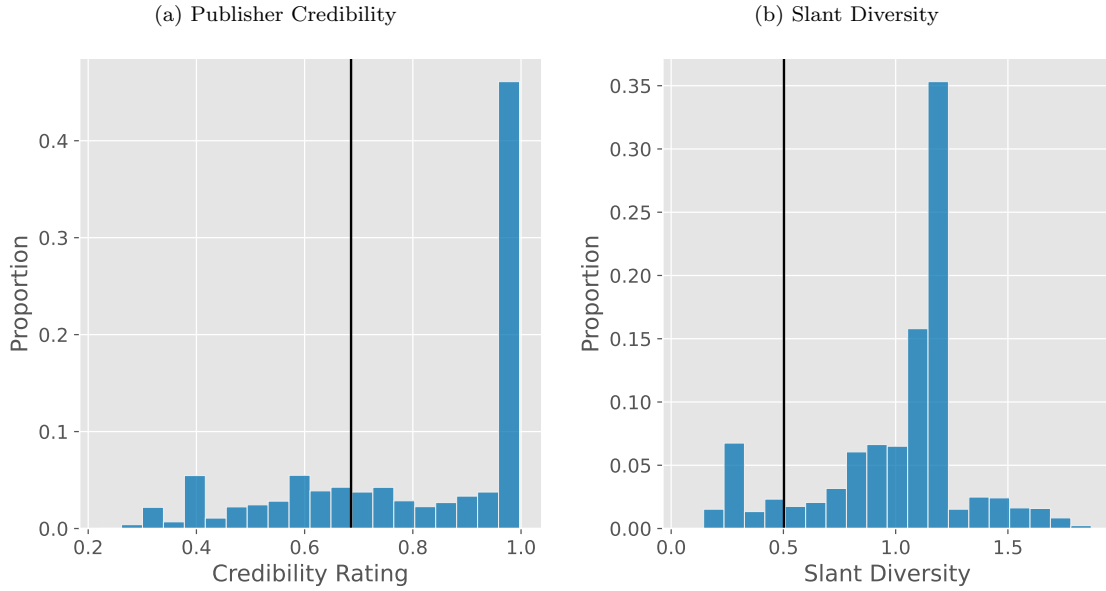 (a) Publisher Credibility
(b) Slant Diversity
Proportion
0.4
0.3
0.2
0.1
0.0
0.2 0.4 0.6 0.8 1.0
Credibility Rating
Proportion
0.35
0.30
0.25
0.20
0.15
0.10
0.05
0.00
0.0 0.5 1.0 1.5
Slant Diversity